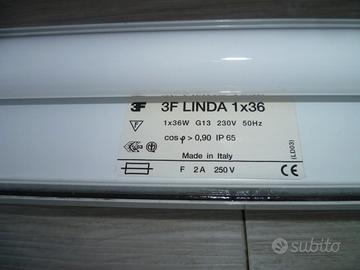 3F 3F LINDA 1x36
F 1x36W G13 230V 50Hz
cos φ > 0,90 IP 65
Made in Italy
F 2A 250V
CE
(LD03)
subito